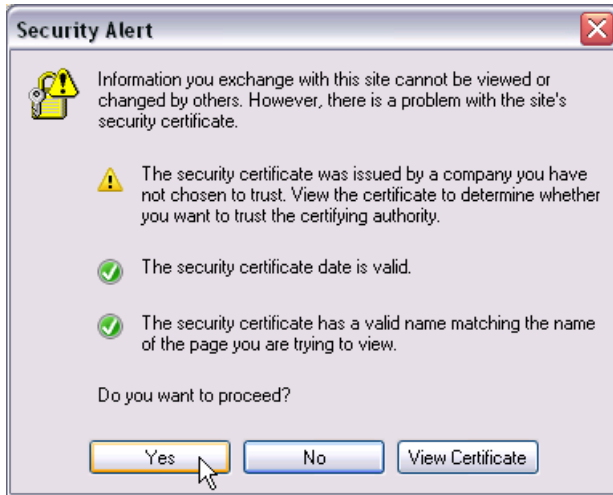 Security Alert
Information you exchange with this site cannot be viewed or
changed by others. However, there is a problem with the site's
security certificate.
The security certificate was issued by a company you have
not chosen to trust. View the certificate to determine whether
you want to trust the certifying authority.
The security certificate date is valid.
The security certificate has a valid name matching the name
of the page you are trying to view.
Do you want to proceed?
Yes No View Certificate